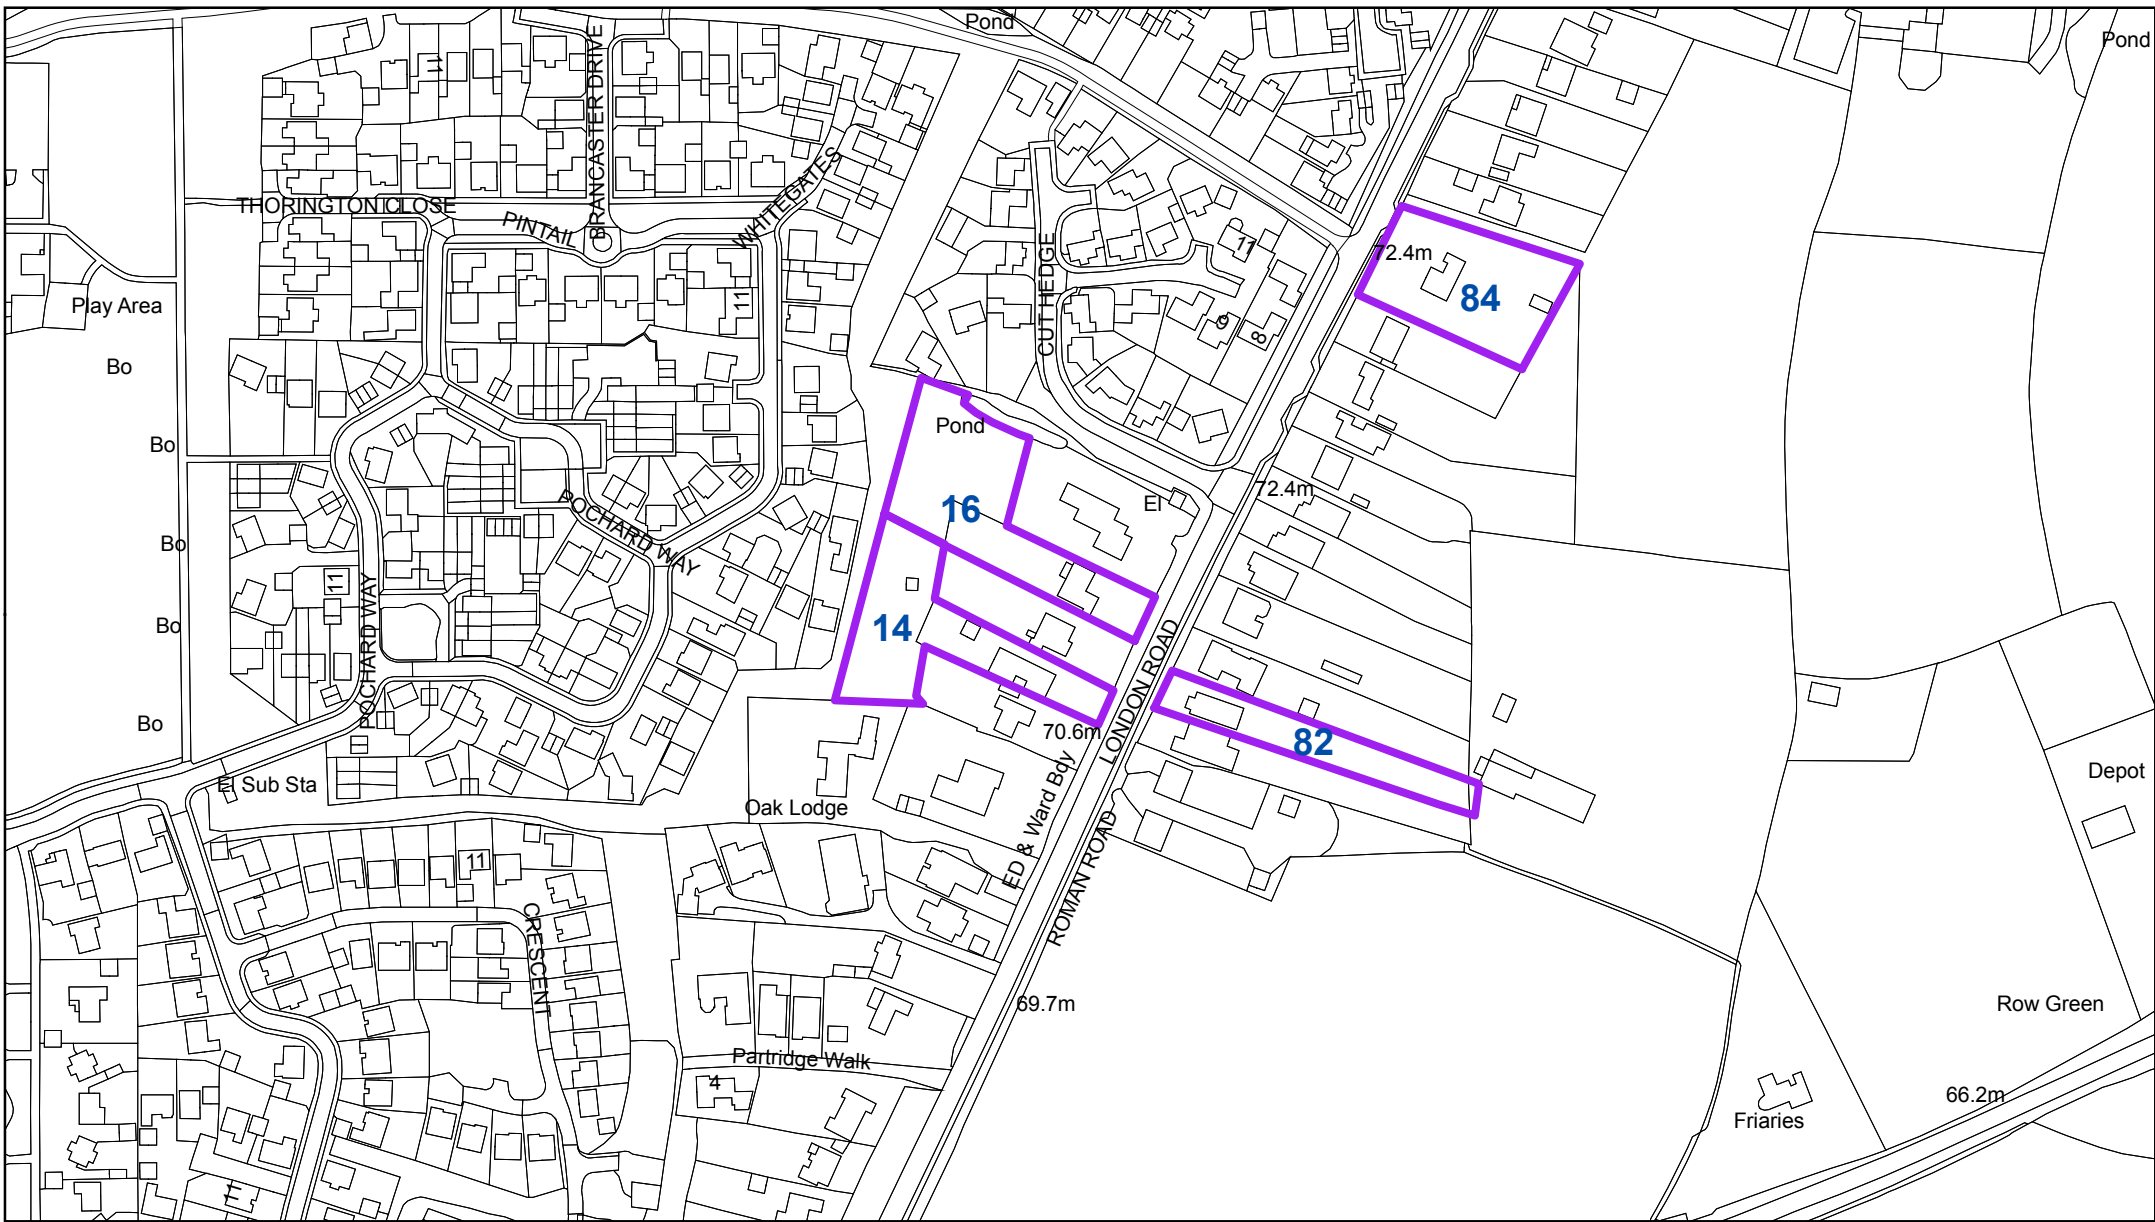 Pond
Pond
11
BRANCASTER DRIVE
WHITEGATES
THORINGTON CLOSE
PINTAIL
CUT HEDGE
11
72.4m
84
Play Area
11
9
8
Bo
Pond
Bo
72.4m
El
16
POCHARD WAY
Bo
11
POCHARD WAY
14
Bo
LONDON ROAD
Bo
70.6m
82
El Sub Sta
Depot
Oak Lodge
ED & Ward Bdy
ROMAN ROAD
11
CRESCENT
69.7m
Row Green
Partridge Walk
4
66.2m
Friaries
11